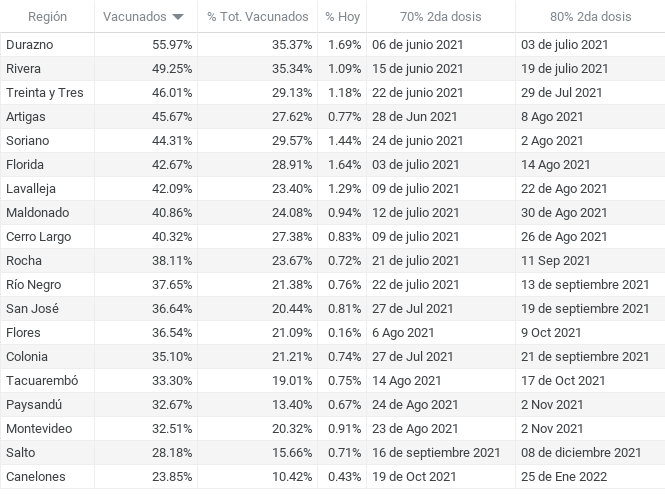 Región Vacunados % Tot. Vacunados % Hoy 70% 2da dosis 80% 2da dosis
Durazno 55.97% 35.37% 1.69% 06 de junio 2021 03 de julio 2021
Rivera 49.25% 35.34% 1.09% 15 de junio 2021 19 de julio 2021
Treinta y Tres 46.01% 29.13% 1.18% 22 de junio 2021 29 de Jul 2021
Artigas 45.67% 27.62% 0.77% 28 de Jun 2021 8 Ago 2021
Soriano 44.31% 29.57% 1.44% 24 de junio 2021 2 Ago 2021
Florida 42.67% 28.91% 1.64% 03 de julio 2021 14 Ago 2021
Lavalleja 42.09% 23.40% 1.29% 09 de julio 2021 22 de Ago 2021
Maldonado 40.86% 24.08% 0.94% 12 de julio 2021 30 de Ago 2021
Cerro Largo 40.32% 27.38% 0.83% 09 de julio 2021 26 de Ago 2021
Rocha 38.11% 23.67% 0.72% 21 de julio 2021 11 Sep 2021
Río Negro 37.65% 21.38% 0.76% 22 de julio 2021 13 de septiembre 2021
San José 36.64% 20.44% 0.81% 27 de Jul 2021 19 de septiembre 2021
Flores 36.54% 21.09% 0.16% 6 Ago 2021 9 Oct 2021
Colonia 35.10% 21.21% 0.74% 27 de Jul 2021 21 de septiembre 2021
Tacuarembó 33.30% 19.01% 0.75% 14 Ago 2021 17 de Oct 2021
Paysandú 32.67% 13.40% 0.67% 24 de Ago 2021 2 Nov 2021
Montevideo 32.51% 20.32% 0.91% 23 de Ago 2021 2 Nov 2021
Salto 28.18% 15.66% 0.71% 16 de septiembre 2021 08 de diciembre 2021
Canelones 23.85% 10.42% 0.43% 19 de Oct 2021 25 de Ene 2022